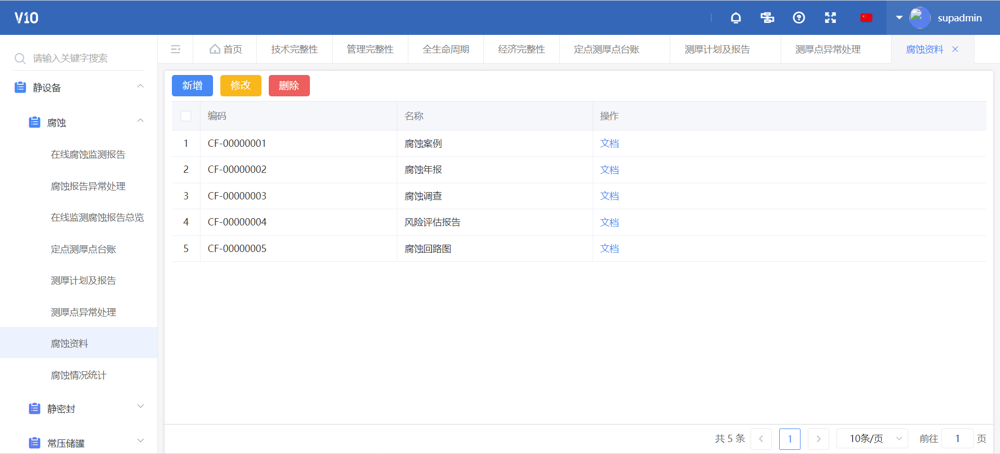 V10
supadmin
请输入关键字搜索
静设备
腐蚀
在线腐蚀监测报告
腐蚀报告异常处理
在线监测腐蚀报告总览
定点测厚点台账
测厚计划及报告
测厚点异常处理
腐蚀资料
腐蚀情况统计
静密封
常压储罐
首页 技术完整性 管理完整性 全生命周期 经济完整性 定点测厚点台账 测厚计划及报告 测厚点异常处理 腐蚀资料
新增 修改 删除
编码 名称 操作
1 CF-00000001 腐蚀案例 文档
2 CF-00000002 腐蚀年报 文档
3 CF-00000003 腐蚀调查 文档
4 CF-00000004 风险评估报告 文档
5 CF-00000005 腐蚀回路图 文档
共 5 条 1 10条/页 前往 1 页